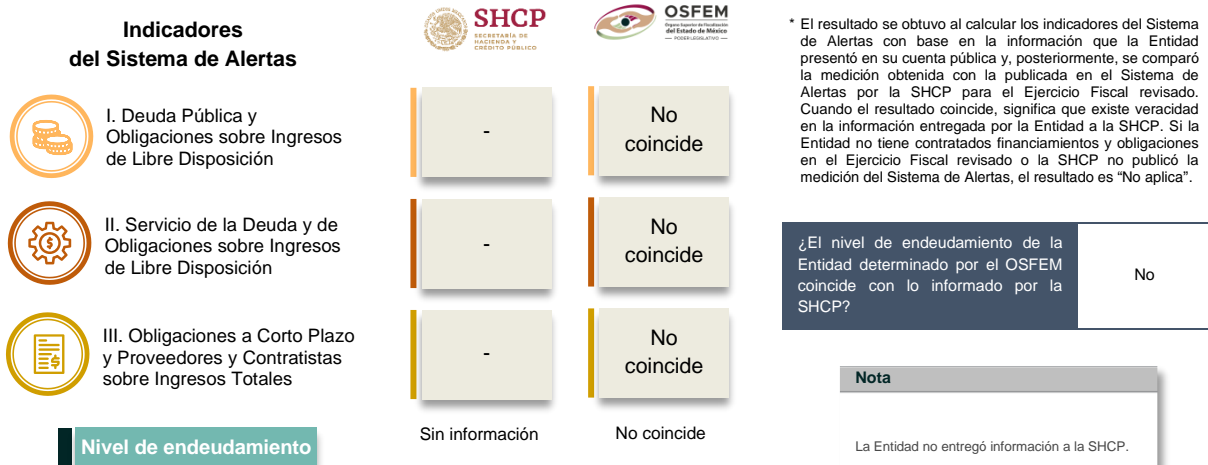 Indicadores
del Sistema de Alertas
SHCP
SECRETARÍA DE
HACIENDA Y
CRÉDITO PÚBLICO
OSFEM
Órgano Superior de Fiscalización
del Estado de México
PODER LEGISLATIVO
I. Deuda Pública y
Obligaciones sobre Ingresos
de Libre Disposición
-
No
coincide
II. Servicio de la Deuda y de
Obligaciones sobre Ingresos
de Libre Disposición
-
No
coincide
III. Obligaciones a Corto Plazo
y Proveedores y Contratistas
sobre Ingresos Totales
-
No
coincide
Nivel de endeudamiento
Sin información
No coincide
* El resultado se obtuvo al calcular los indicadores del Sistema
de Alertas con base en la información que la Entidad
presentó en su cuenta pública y, posteriormente, se comparó
la medición obtenida con la publicada en el Sistema de
Alertas por la SHCP para el Ejercicio Fiscal revisado.
Cuando el resultado coincide, significa que existe veracidad
en la información entregada por la Entidad a la SHCP. Si la
Entidad no tiene contratados financiamientos y obligaciones
en el Ejercicio Fiscal revisado o la SHCP no publicó la
medición del Sistema de Alertas, el resultado es “No aplica”.
¿El nivel de endeudamiento de la
Entidad determinado por el OSFEM
coincide con lo informado por la
SHCP?
No
Nota
La Entidad no entregó información a la SHCP.